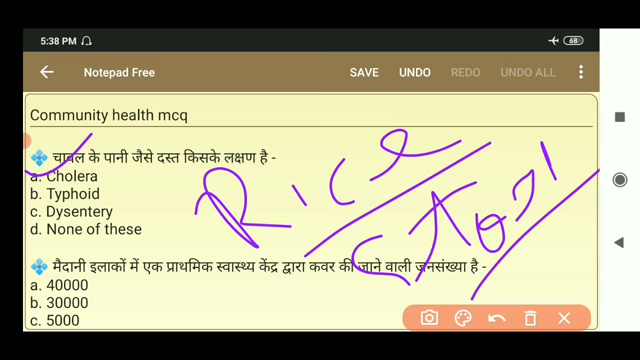 5:38 PM 68
Notepad Free SAVE UNDO REDO UNDO ALL
Community health mcq
चावल के पानी जैसे दस्त किसके लक्षण है -
a. Cholera
b. Typhoid
c. Dysentery
d. None of these
Rice
मैदानी इलाकों में एक प्राथमिक स्वास्थ्य केंद्र द्वारा कवर की जाने वाली जनसंख्या है -
a. 40000
b. 30000
c. 5000